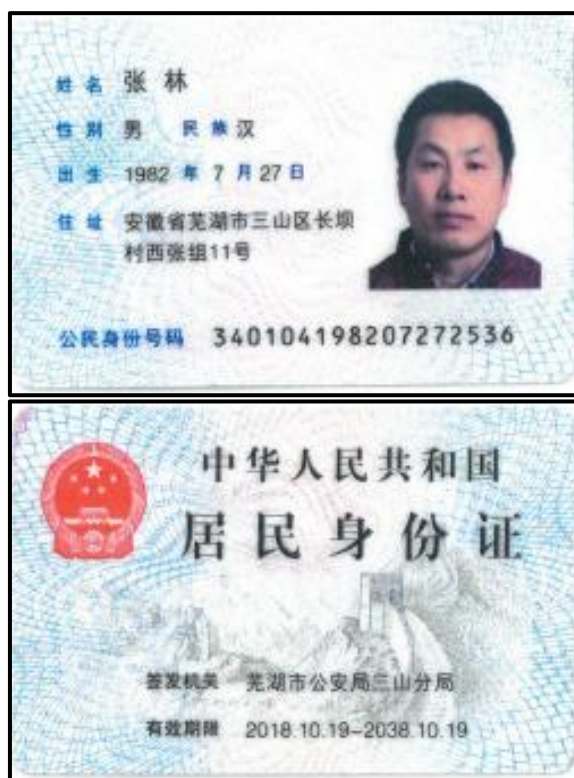 姓名 张林
性别 男 民族 汉
出生 1982 年 7 月 27 日
住址 安徽省芜湖市三山区长坝
村西张组11号
公民身份号码 340104198207272536
中华人民共和国
居民身份证
签发机关 芜湖市公安局三山分局
有效期限 2018.10.19-2038.10.19